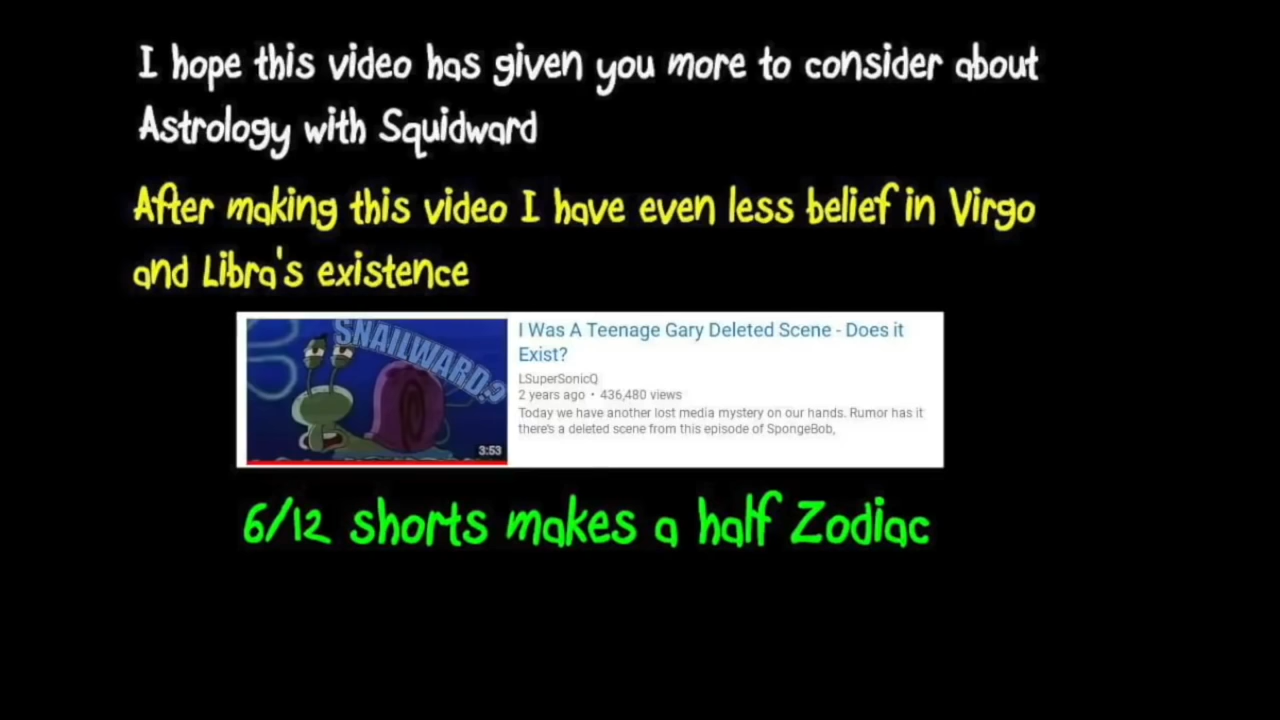 I hope this video has given you more to consider about
Astrology with Squidward
After making this video I have even less belief in Virgo
and Libra's existence
SNAILWARD?
3:53
I Was A Teenage Gary Deleted Scene - Does it
Exist?
LSuperSonicQ
2 years ago • 436,480 views
Today we have another lost media mystery on our hands. Rumor has it
there's a deleted scene from this episode of SpongeBob,
6/12 shorts makes a half Zodiac